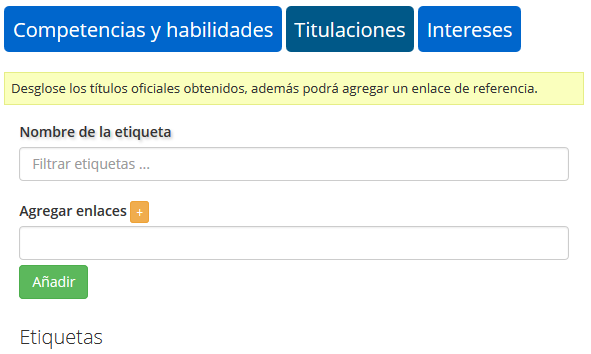 Competencias y habilidades Titulaciones Intereses
Desglose los títulos oficiales obtenidos, además podrá agregar un enlace de referencia.
Nombre de la etiqueta
Filtrar etiquetas ...
Agregar enlaces +
Añadir
Etiquetas